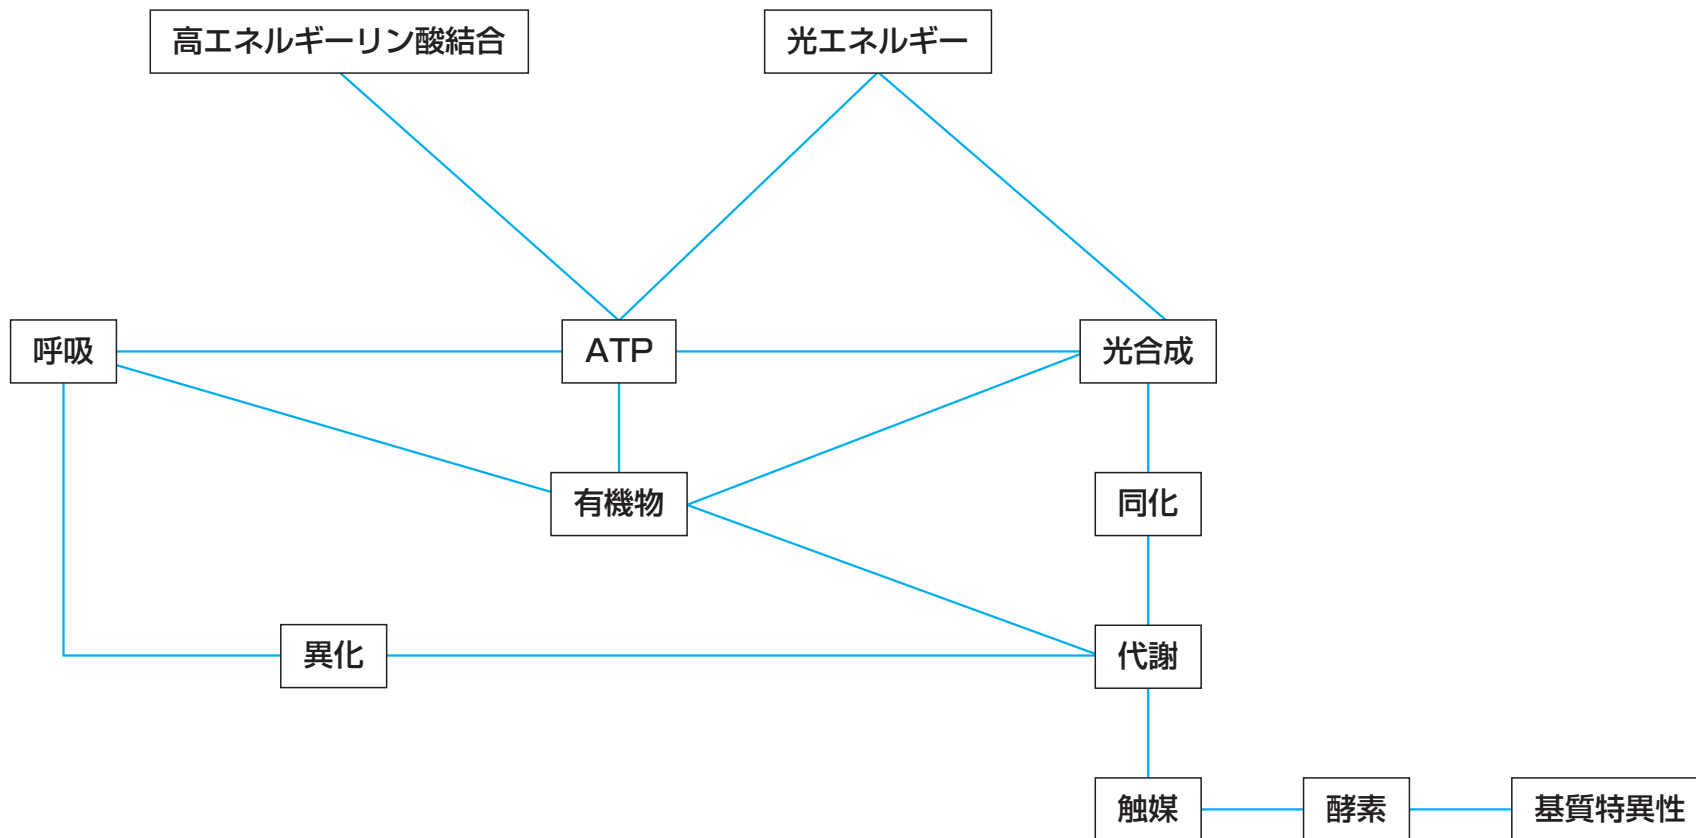 高エネルギーリン酸結合
光エネルギー
呼吸
ATP
光合成
有機物
同化
異化
代謝
触媒
酵素
基質特異性